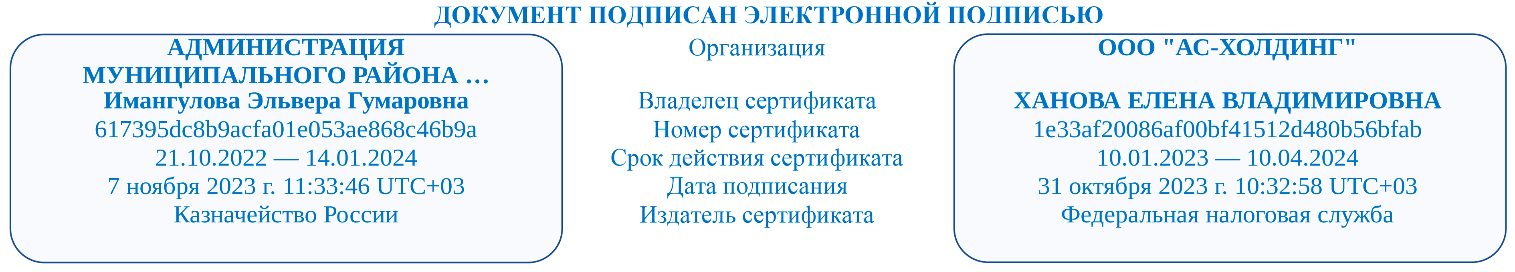 ДОКУМЕНТ ПОДПИСАН ЭЛЕКТРОННОЙ ПОДПИСЬЮ
АДМИНИСТРАЦИЯ Организация ООО "АС-ХОЛДИНГ"
МУНИЦИПАЛЬНОГО РАЙОНА …
Имангулова Эльвера Гумаровна Владелец сертификата ХАНОВА ЕЛЕНА ВЛАДИМИРОВНА
617395dc8b9acfa01e053ae868c46b9a Номер сертификата 1e33af20086af00bf41512d480b56bfab
21.10.2022 — 14.01.2024 Срок действия сертификата 10.01.2023 — 10.04.2024
7 ноября 2023 г. 11:33:46 UTC+03 Дата подписания 31 октября 2023 г. 10:32:58 UTC+03
Казначейство России Издатель сертификата Федеральная налоговая служба